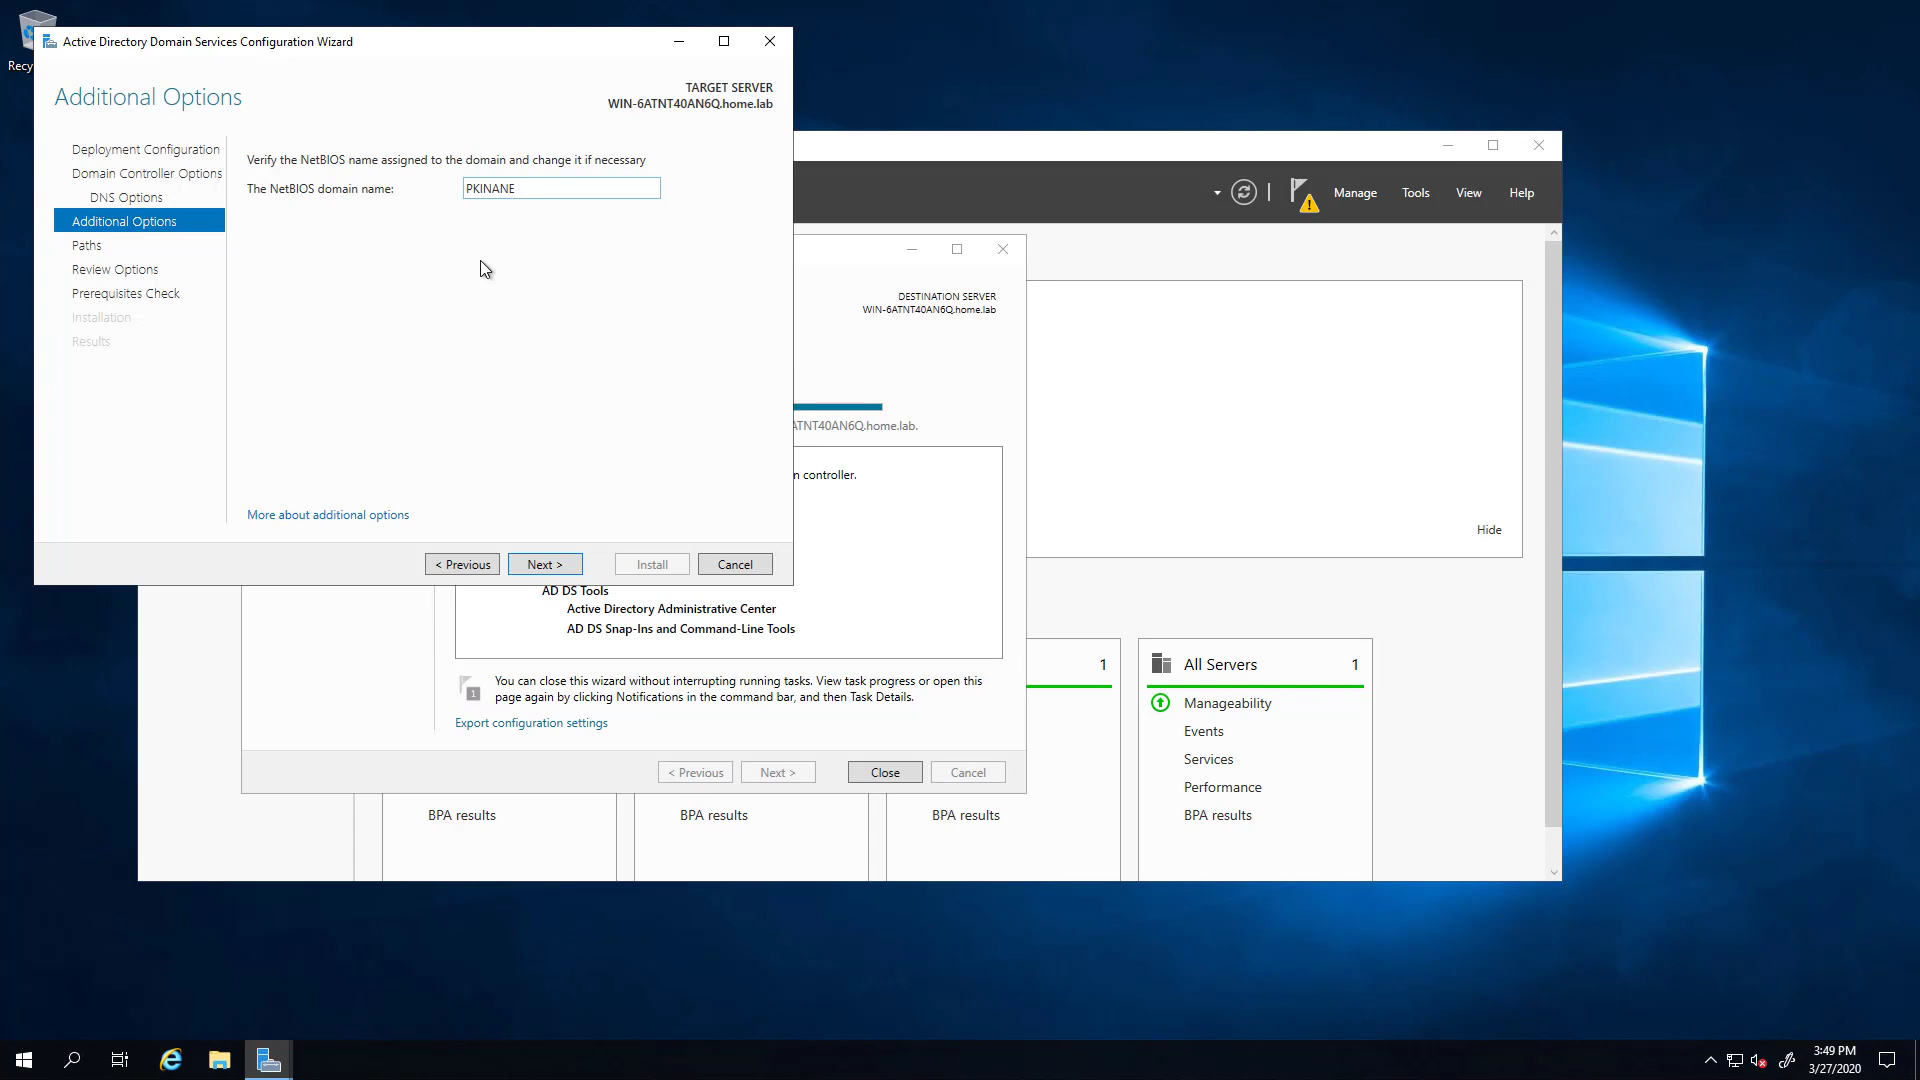 Recy
Active Directory Domain Services Configuration Wizard
Additional Options
TARGET SERVER
WIN-6ATNT40AN6Q.home.lab
Deployment Configuration
Domain Controller Options
DNS Options
Additional Options
Paths
Review Options
Prerequisites Check
Installation
Results
Verify the NetBIOS name assigned to the domain and change it if necessary
The NetBIOS domain name:
PKINANE
More about additional options
< Previous
Next >
Install
Cancel
Manage
Tools
View
Help
DESTINATION SERVER
WIN-6ATNT40AN6Q.home.lab
ATNT40AN6Q.home.lab.
n controller.
AD DS Tools
Active Directory Administrative Center
AD DS Snap-Ins and Command-Line Tools
1
You can close this wizard without interrupting running tasks. View task progress or open this
page again by clicking Notifications in the command bar, and then Task Details.
Export configuration settings
< Previous
Next >
Close
Cancel
Hide
1
All Servers
1
Manageability
Events
Services
Performance
BPA results
BPA results
BPA results
BPA results
3:49 PM
3/27/2020